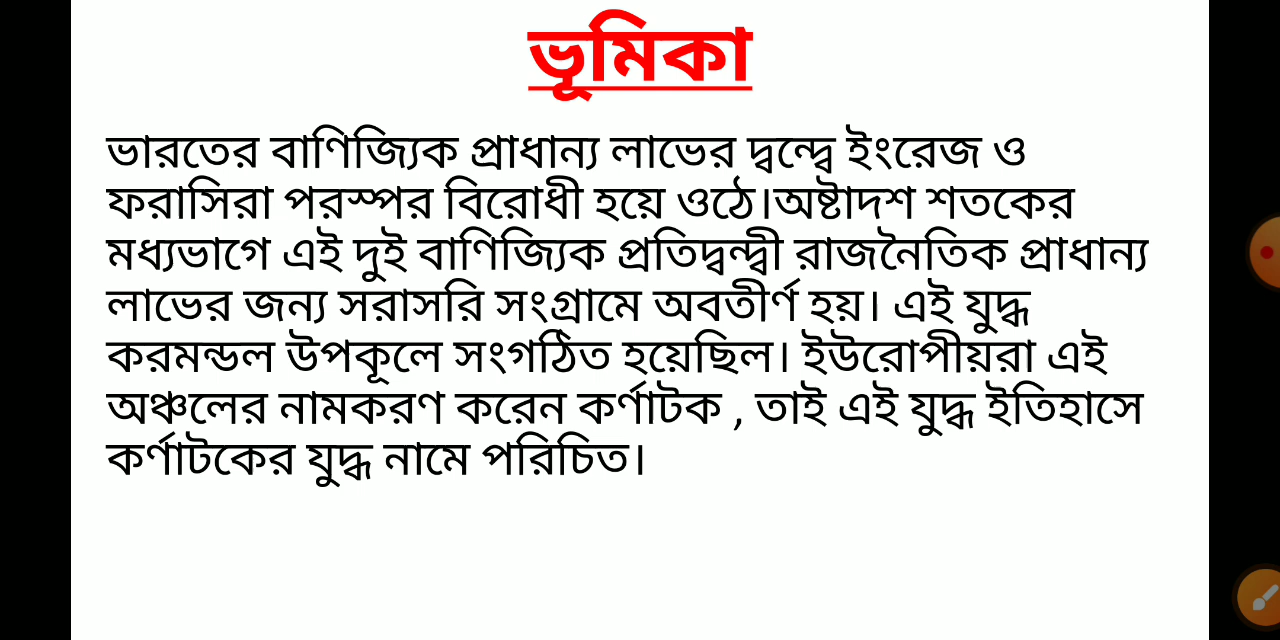 ভূমিকা
ভারতের বাণিজ্যিক প্রাধান্য লাভের দ্বন্দ্বে ইংরেজ ও
ফরাসিরা পরস্পর বিরোধী হয়ে ওঠে।অষ্টাদশ শতকের
মধ্যভাগে এই দুই বাণিজ্যিক প্রতিদ্বন্দ্বী রাজনৈতিক প্রাধান্য
লাভের জন্য সরাসরি সংগ্রামে অবতীর্ণ হয়। এই যুদ্ধ
করমন্ডল উপকূলে সংগঠিত হয়েছিল। ইউরোপীয়রা এই
অঞ্চলের নামকরণ করেন কর্ণাটক , তাই এই যুদ্ধ ইতিহাসে
কর্ণাটকের যুদ্ধ নামে পরিচিত।